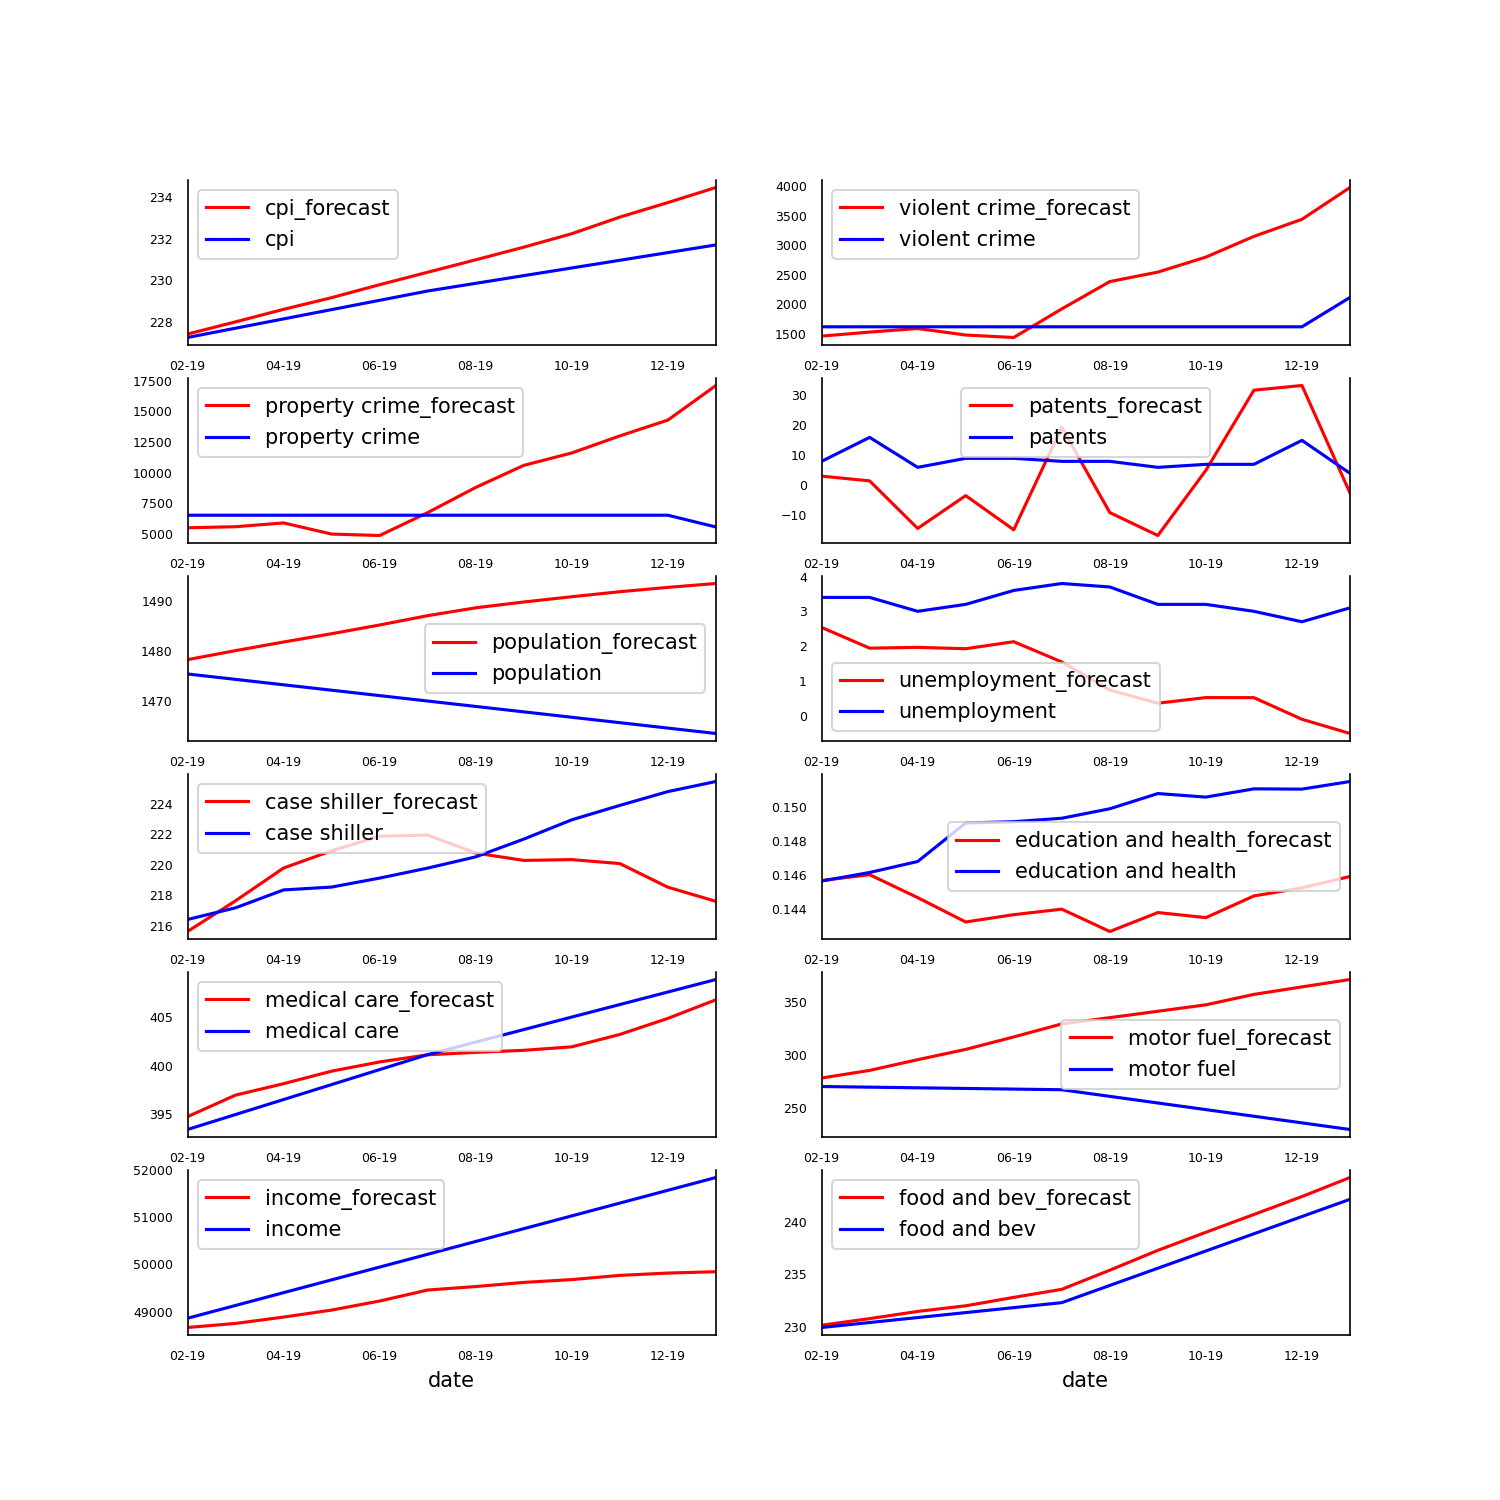 234
232
230
228
cpi_forecast
cpi
02-19 04-19 06-19 08-19 10-19 12-19
4000
3500
3000
2500
2000
1500
violent crime_forecast
violent crime
02-19 04-19 06-19 08-19 10-19 12-19
17500
15000
12500
10000
7500
5000
property crime_forecast
property crime
02-19 04-19 06-19 08-19 10-19 12-19
30
20
10
0
−10
patents_forecast
patents
02-19 04-19 06-19 08-19 10-19 12-19
1490
1480
1470
population_forecast
population
02-19 04-19 06-19 08-19 10-19 12-19
4
3
2
1
0
unemployment_forecast
unemployment
02-19 04-19 06-19 08-19 10-19 12-19
224
222
220
218
216
case shiller_forecast
case shiller
02-19 04-19 06-19 08-19 10-19 12-19
0.150
0.148
0.146
0.144
education and health_forecast
education and health
02-19 04-19 06-19 08-19 10-19 12-19
405
400
395
medical care_forecast
medical care
02-19 04-19 06-19 08-19 10-19 12-19
350
300
250
motor fuel_forecast
motor fuel
02-19 04-19 06-19 08-19 10-19 12-19
52000
51000
50000
49000
income_forecast
income
02-19 04-19 06-19 08-19 10-19 12-19
date
240
235
230
food and bev_forecast
food and bev
02-19 04-19 06-19 08-19 10-19 12-19
date